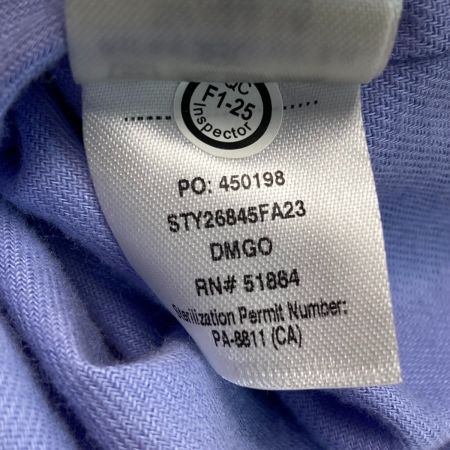 QC
F1-25
Inspector
PO: 450198
STY26845FA23
DMGO
RN# 51884
Sterilization Permit Number:
PA-8811 (CA)